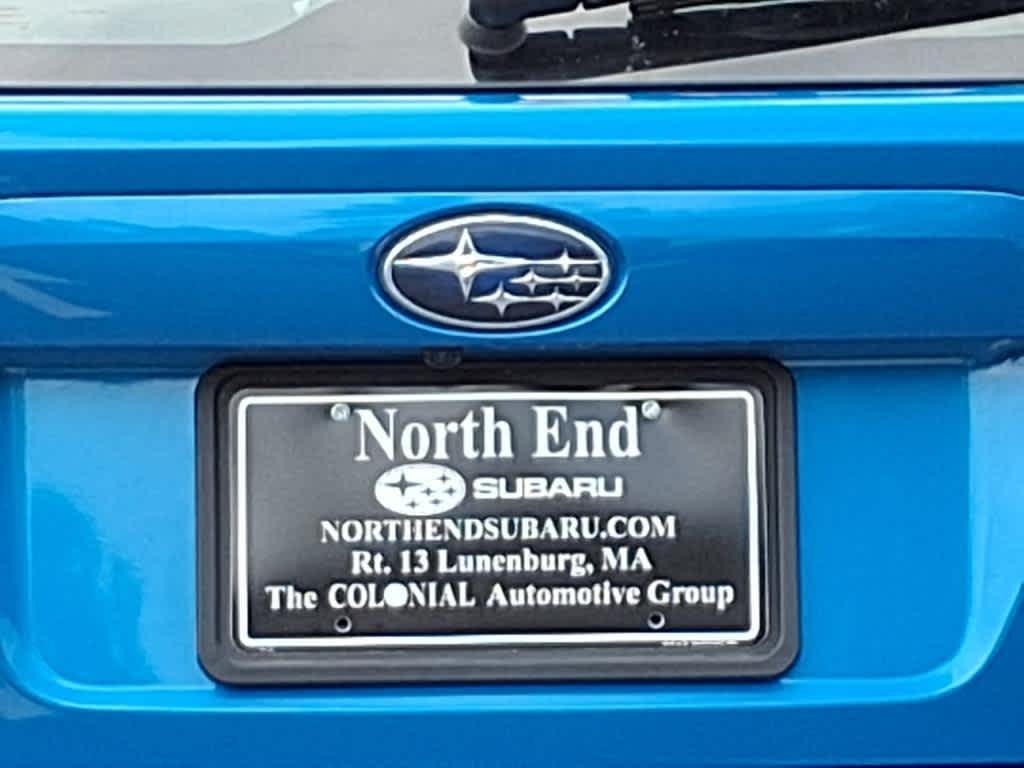 North End
SUBARU
NORTHENDSUBARU.COM
Rt. 13 Lunenburg, MA
The COLONIAL Automotive Group